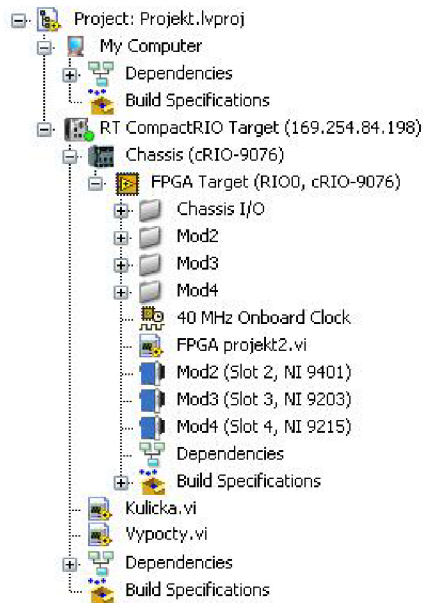 Project: Projekt.lvproj
My Computer
Dependencies
Build Specifications
RT CompactRIO Target (169.254.84.198)
Chassis (cRIO-9076)
FPGA Target (RIO0, cRIO-9076)
Chassis I/O
Mod2
Mod3
Mod4
40 MHz Onboard Clock
FPGA projekt2.vi
Mod2 (Slot 2, NI 9401)
Mod3 (Slot 3, NI 9203)
Mod4 (Slot 4, NI 9215)
Dependencies
Build Specifications
Kulicka.vi
Vypocty.vi
Dependencies
Build Specifications